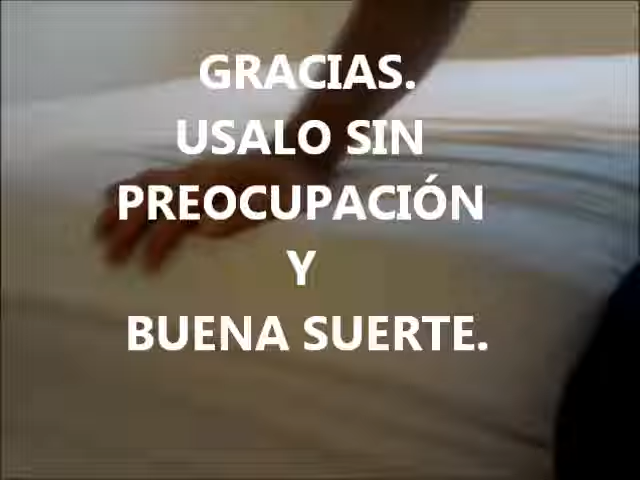 GRACIAS.
USALO SIN
PREOCUPACIÓN
Y
BUENA SUERTE.